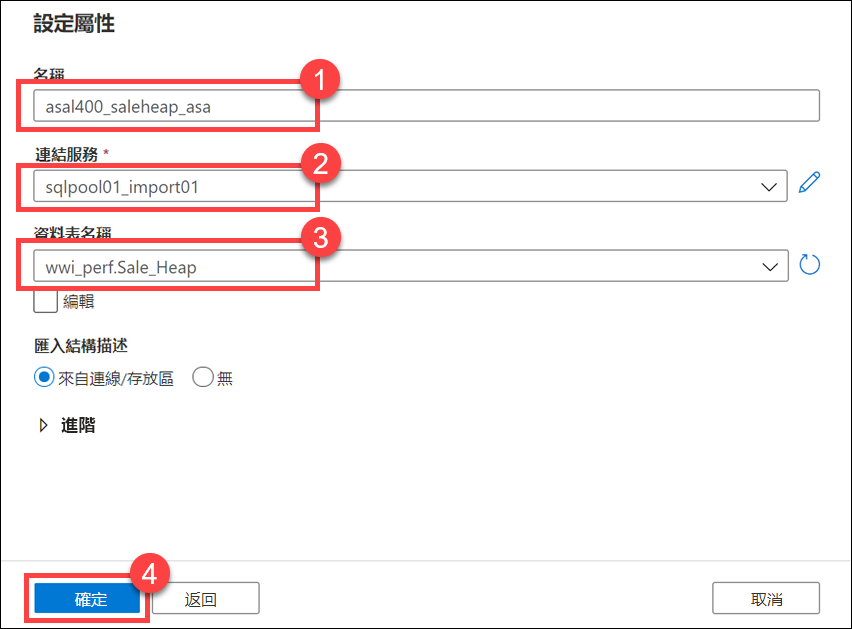 設定屬性
名稱
1
asal400_saleheap_asa
連結服務 *
2
sqlpool01_import01
資料表名稱
3
wwi_perf.Sale_Heap
編輯
匯入結構描述
來自連線/存放區 無
進階
4
確定 返回 取消